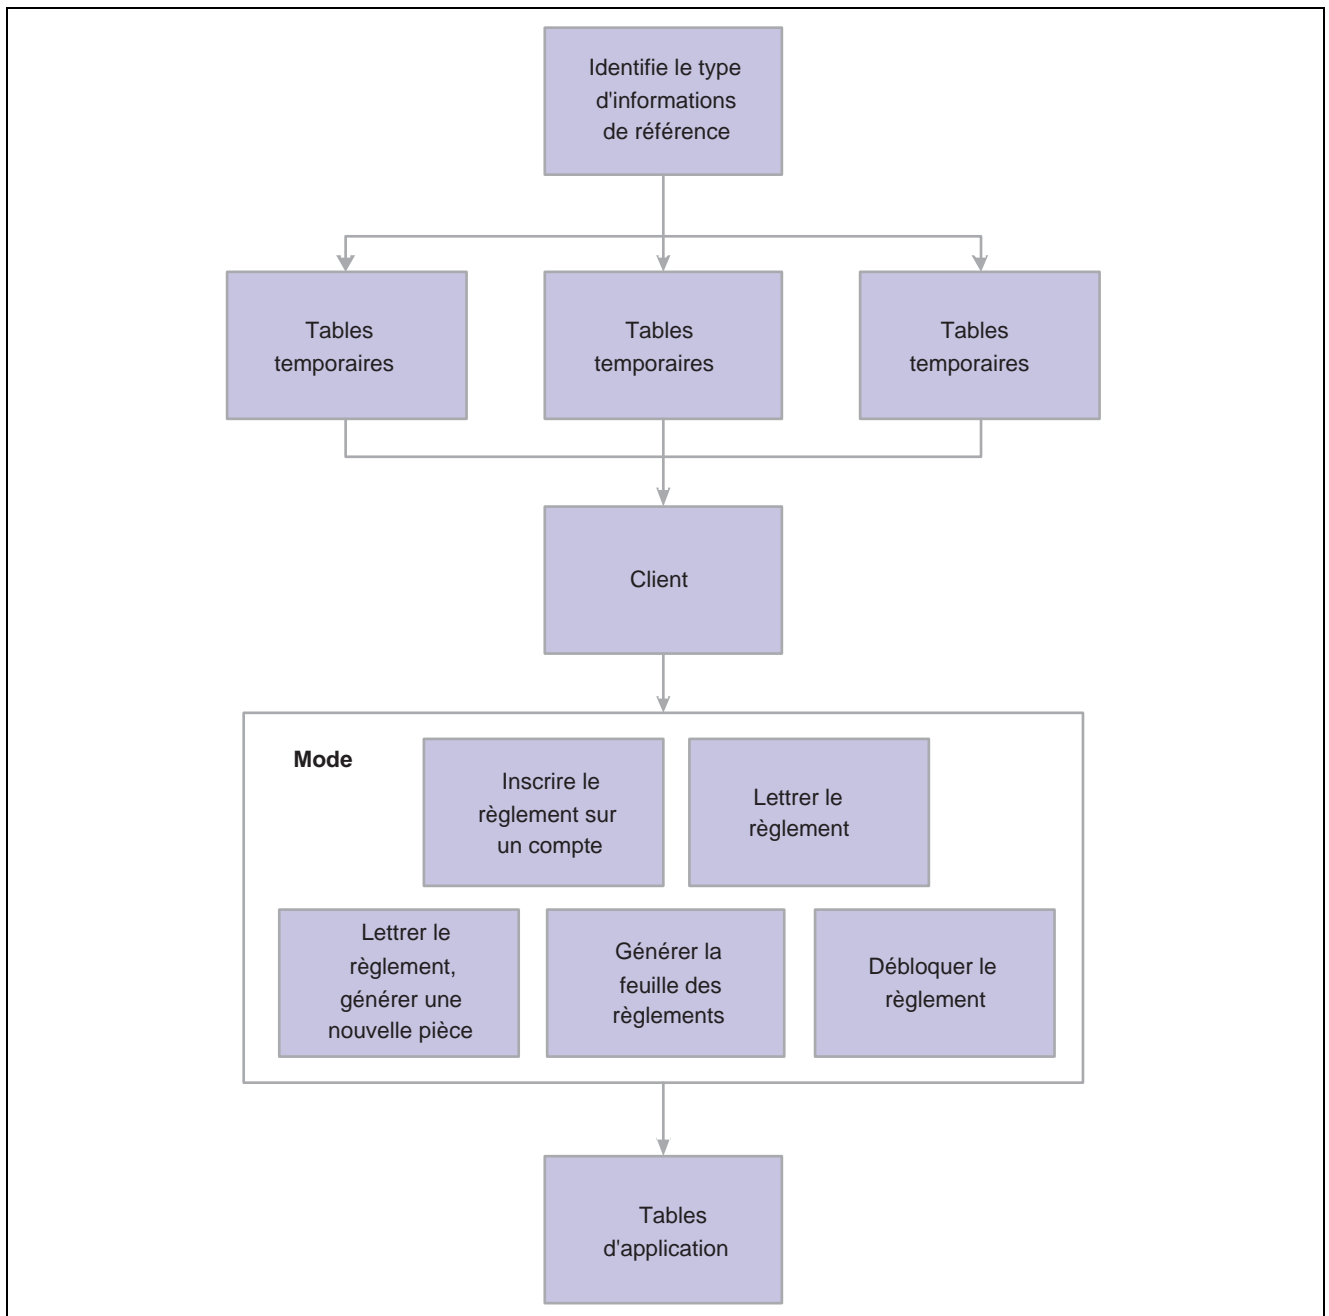 Identifie le type
d'informations
de référence
Tables
temporaires
Tables
temporaires
Tables
temporaires
Client
Mode
Inscrire le
règlement sur
un compte
Lettrer le
règlement
Lettrer le
règlement,
générer une
nouvelle pièce
Générer la
feuille des
règlements
Débloquer le
règlement
Tables
d'application